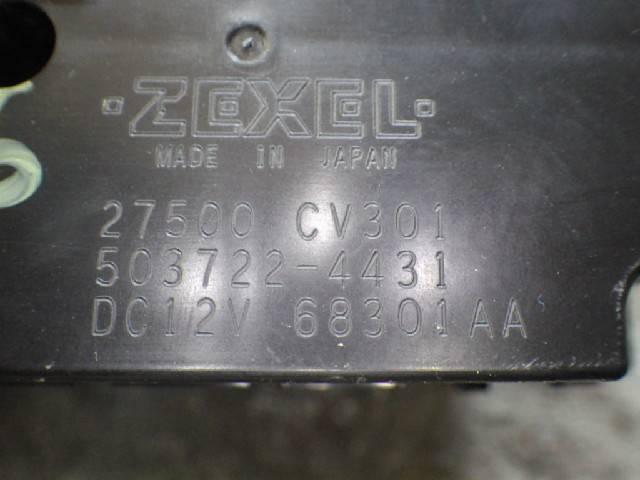 ZEXEL
MADE IN JAPAN
27500 CV301
503722-4431
DC12V 68301AA